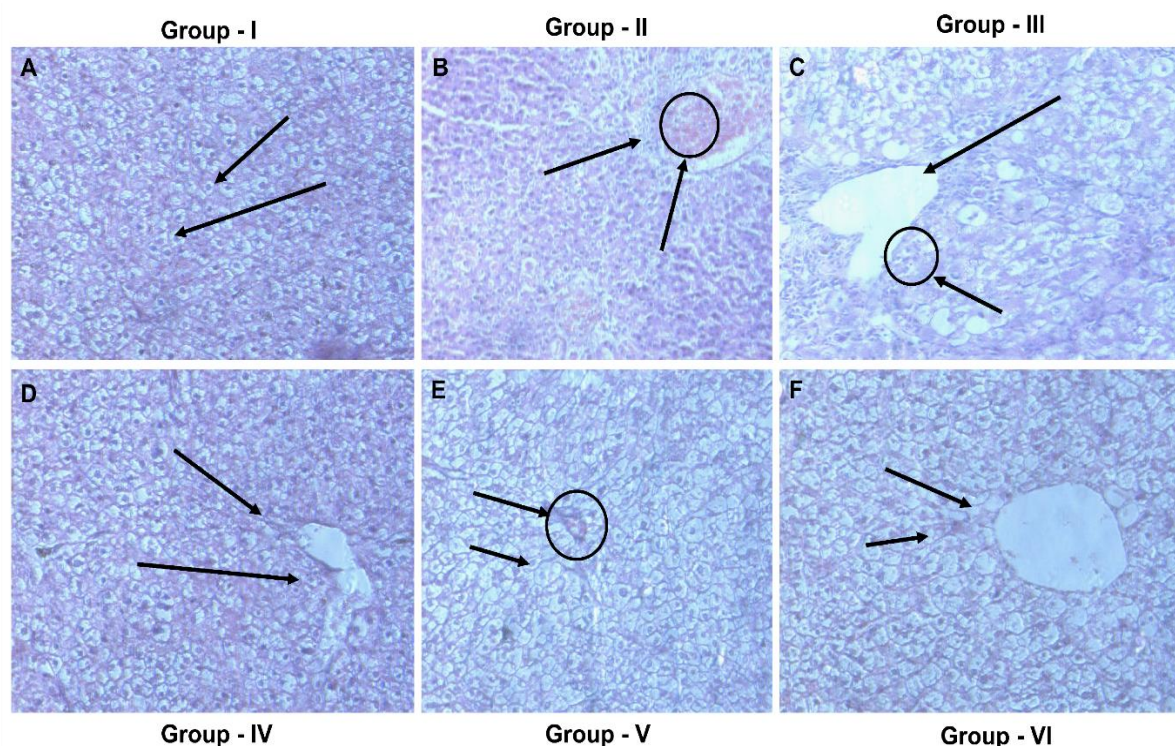 Group - I
Group - II
Group - III
A
B
C
D
E
F
Group - IV
Group - V
Group - VI